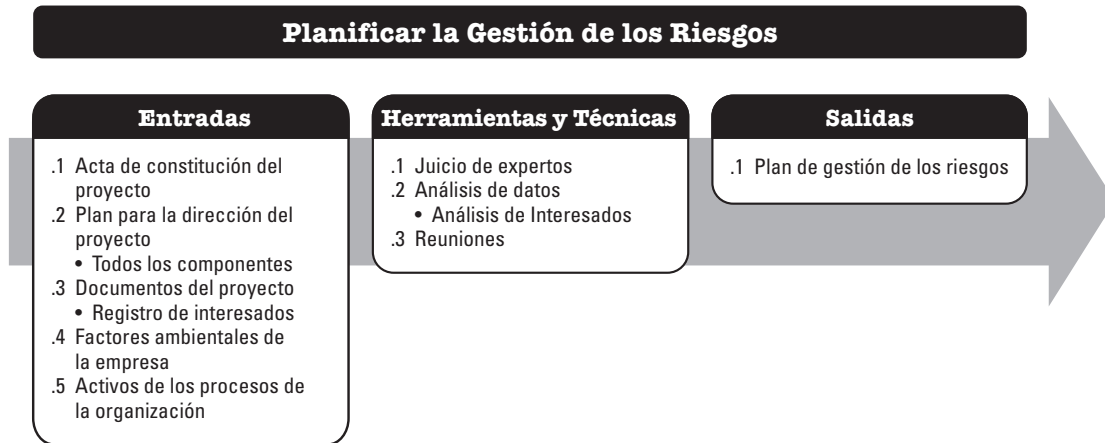 Planificar la Gestión de los Riesgos
Entradas
.1 Acta de constitución del
proyecto
.2 Plan para la dirección del
proyecto
• Todos los componentes
.3 Documentos del proyecto
• Registro de interesados
.4 Factores ambientales de
la empresa
.5 Activos de los procesos de
la organización
Herramientas y Técnicas
.1 Juicio de expertos
.2 Análisis de datos
• Análisis de Interesados
.3 Reuniones
Salidas
.1 Plan de gestión de los riesgos